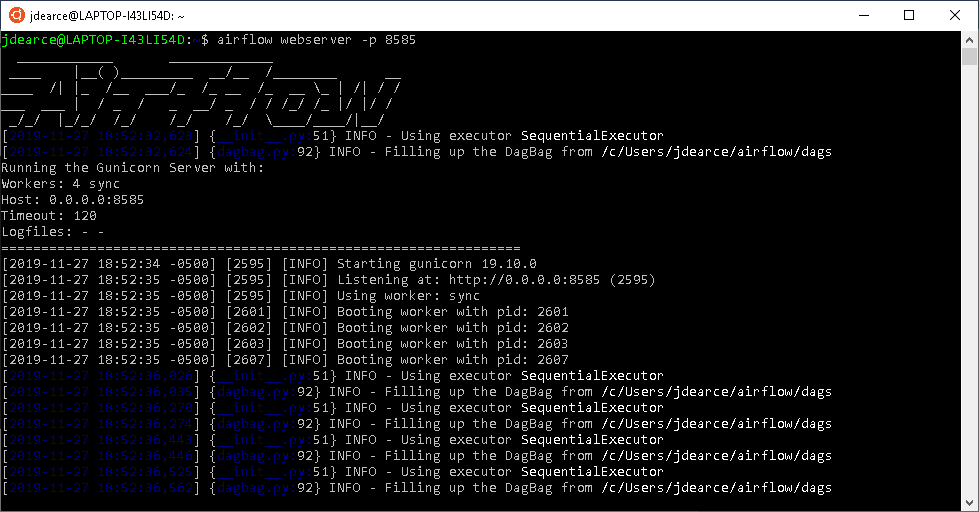 jdearce@LAPTOP-I43LI54D: ~
jdearce@LAPTOP-I43LI54D:~$ airflow webserver -p 8585
  ____________       _____________
 ____    |__( )_________  __/__  /________      __
____  /| |_  /__  ___/_  /_ __  /_  __ \_ | /| / /
___  ___ |  / _  /   _  __/ _  / / /_/ /_ |/ |/ /
 _/_/  |_/_/  /_/    /_/    /_/  \____/____/|__/
[2019-11-27 18:52:32,623] {__init__.py:51} INFO - Using executor SequentialExecutor
[2019-11-27 18:52:32,624] {dagbag.py:92} INFO - Filling up the DagBag from /c/Users/jdearce/airflow/dags
Running the Gunicorn Server with:
Workers: 4 sync
Host: 0.0.0.0:8585
Timeout: 120
Logfiles: - -
=================================================================
[2019-11-27 18:52:34 -0500] [2595] [INFO] Starting gunicorn 19.10.0
[2019-11-27 18:52:35 -0500] [2595] [INFO] Listening at: http://0.0.0.0:8585 (2595)
[2019-11-27 18:52:35 -0500] [2595] [INFO] Using worker: sync
[2019-11-27 18:52:35 -0500] [2601] [INFO] Booting worker with pid: 2601
[2019-11-27 18:52:35 -0500] [2602] [INFO] Booting worker with pid: 2602
[2019-11-27 18:52:35 -0500] [2603] [INFO] Booting worker with pid: 2603
[2019-11-27 18:52:35 -0500] [2607] [INFO] Booting worker with pid: 2607
[2019-11-27 18:52:36,026] {__init__.py:51} INFO - Using executor SequentialExecutor
[2019-11-27 18:52:36,035] {dagbag.py:92} INFO - Filling up the DagBag from /c/Users/jdearce/airflow/dags
[2019-11-27 18:52:36,270] {__init__.py:51} INFO - Using executor SequentialExecutor
[2019-11-27 18:52:36,274] {dagbag.py:92} INFO - Filling up the DagBag from /c/Users/jdearce/airflow/dags
[2019-11-27 18:52:36,443] {__init__.py:51} INFO - Using executor SequentialExecutor
[2019-11-27 18:52:36,446] {dagbag.py:92} INFO - Filling up the DagBag from /c/Users/jdearce/airflow/dags
[2019-11-27 18:52:36,525] {__init__.py:51} INFO - Using executor SequentialExecutor
[2019-11-27 18:52:36,562] {dagbag.py:92} INFO - Filling up the DagBag from /c/Users/jdearce/airflow/dags